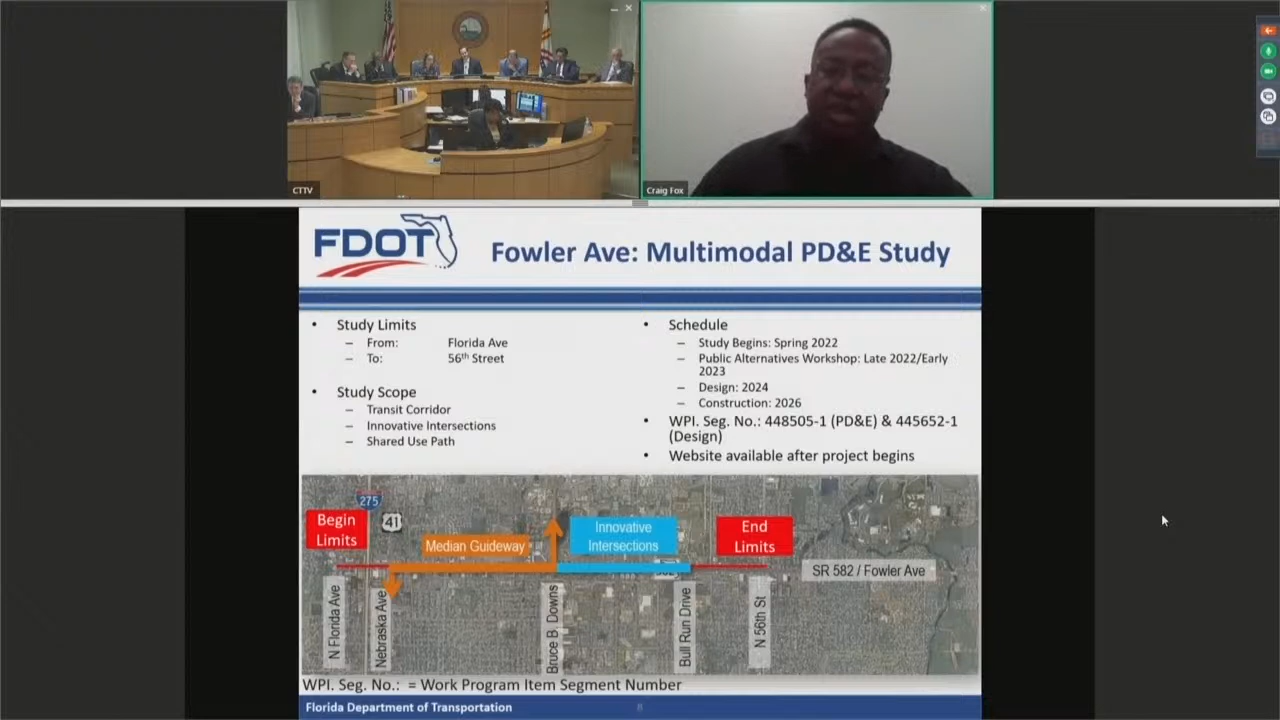 CTTV
Craig Fox
FDOT
Fowler Ave: Multimodal PD&E Study
• Study Limits
– From: Florida Ave
– To: 56th Street
• Study Scope
– Transit Corridor
– Innovative Intersections
– Shared Use Path
• Schedule
– Study Begins: Spring 2022
– Public Alternatives Workshop: Late 2022/Early
2023
– Design: 2024
– Construction: 2026
• WPI. Seg. No.: 448505-1 (PD&E) & 445652-1
(Design)
• Website available after project begins
275
41
Begin
Limits
Median Guideway
Innovative
Intersections
End
Limits
SR 582 / Fowler Ave
N Florida Ave
Nebraska Ave
Bruce B. Downs
Bull Run Drive
N 56th St
WPI. Seg. No.: = Work Program Item Segment Number
Florida Department of Transportation
8